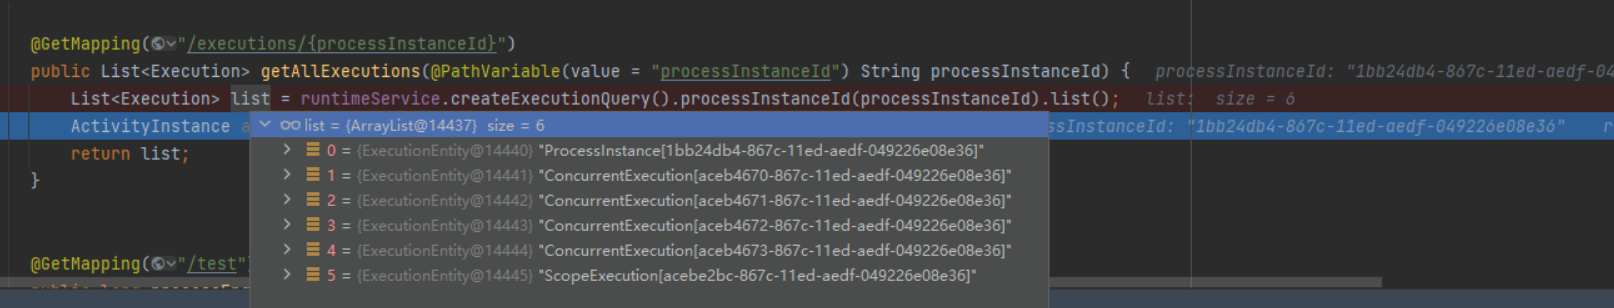 @GetMapping("/executions/{processInstanceId}")
public List<Execution> getAllExecutions(@PathVariable(value = "processInstanceId") String processInstanceId) {  processInstanceId: "1bb24db4-867c-11ed-aedf-04
List<Execution> list = runtimeService.createExecutionQuery().processInstanceId(processInstanceId).list();  list:  size = 6
ActivityInstance a
ssInstanceId: "1bb24db4-867c-11ed-aedf-049226e08e36"  r
list = {ArrayList@14437}  size = 6
return list;
0 = {ExecutionEntity@14440} "ProcessInstance[1bb24db4-867c-11ed-aedf-049226e08e36]"
1 = {ExecutionEntity@14441} "ConcurrentExecution[aceb4670-867c-11ed-aedf-049226e08e36]"
}
2 = {ExecutionEntity@14442} "ConcurrentExecution[aceb4671-867c-11ed-aedf-049226e08e36]"
3 = {ExecutionEntity@14443} "ConcurrentExecution[aceb4672-867c-11ed-aedf-049226e08e36]"
4 = {ExecutionEntity@14444} "ConcurrentExecution[aceb4673-867c-11ed-aedf-049226e08e36]"
5 = {ExecutionEntity@14445} "ScopeExecution[acebe2bc-867c-11ed-aedf-049226e08e36]"
@GetMapping("/test"